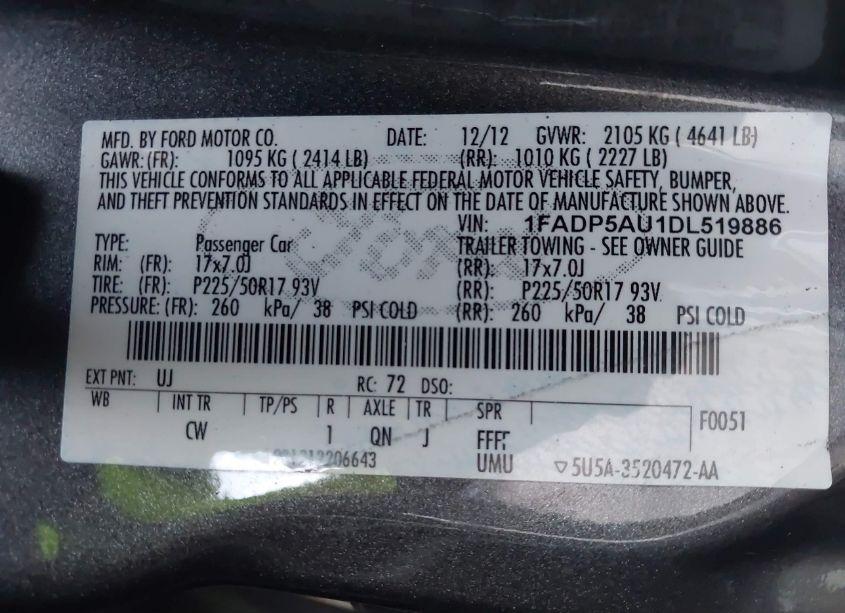 MFD. BY FORD MOTOR CO. DATE: 12/12 GVWR: 2105 KG ( 4641 LB)
GAWR: (FR): 1095 KG ( 2414 LB) (RR): 1010 KG ( 2227 LB)
THIS VEHICLE CONFORMS TO ALL APPLICABLE FEDERAL MOTOR VEHICLE SAFETY, BUMPER,
AND THEFT PREVENTION STANDARDS IN EFFECT ON THE DATE OF MANUFACTURE SHOWN ABOVE.
VIN: 1FADP5AU1DL519886
TYPE: Passenger Car TRAILER TOWING - SEE OWNER GUIDE
RIM: (FR): 17x7.0J (RR): 17x7.0J
TIRE: (FR): P225/50R17 93V (RR): P225/50R17 93V
PRESSURE: (FR): 260 kPa/ 38 PSI COLD (RR): 260 kPa/ 38 PSI COLD
EXT PNT: UJ RC: 72 DSO:
WB INT TR TP/PS R AXLE TR SPR F0051
CW 1 QN J FFFF
UMU ▽5U5A-3520472-AA